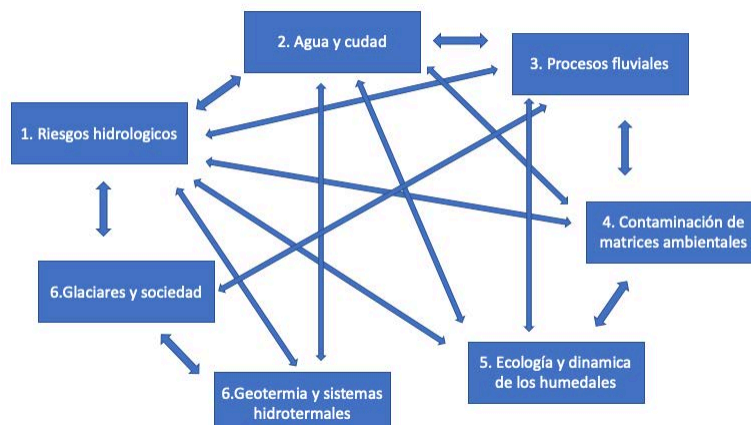 2. Agua y cudad
3. Procesos fluviales
1. Riesgos hidrologicos
4. Contaminación de
matrices ambientales
6.Glaciares y sociedad
5. Ecología y dinamica
de los humedales
6.Geotermia y sistemas
hidrotermales